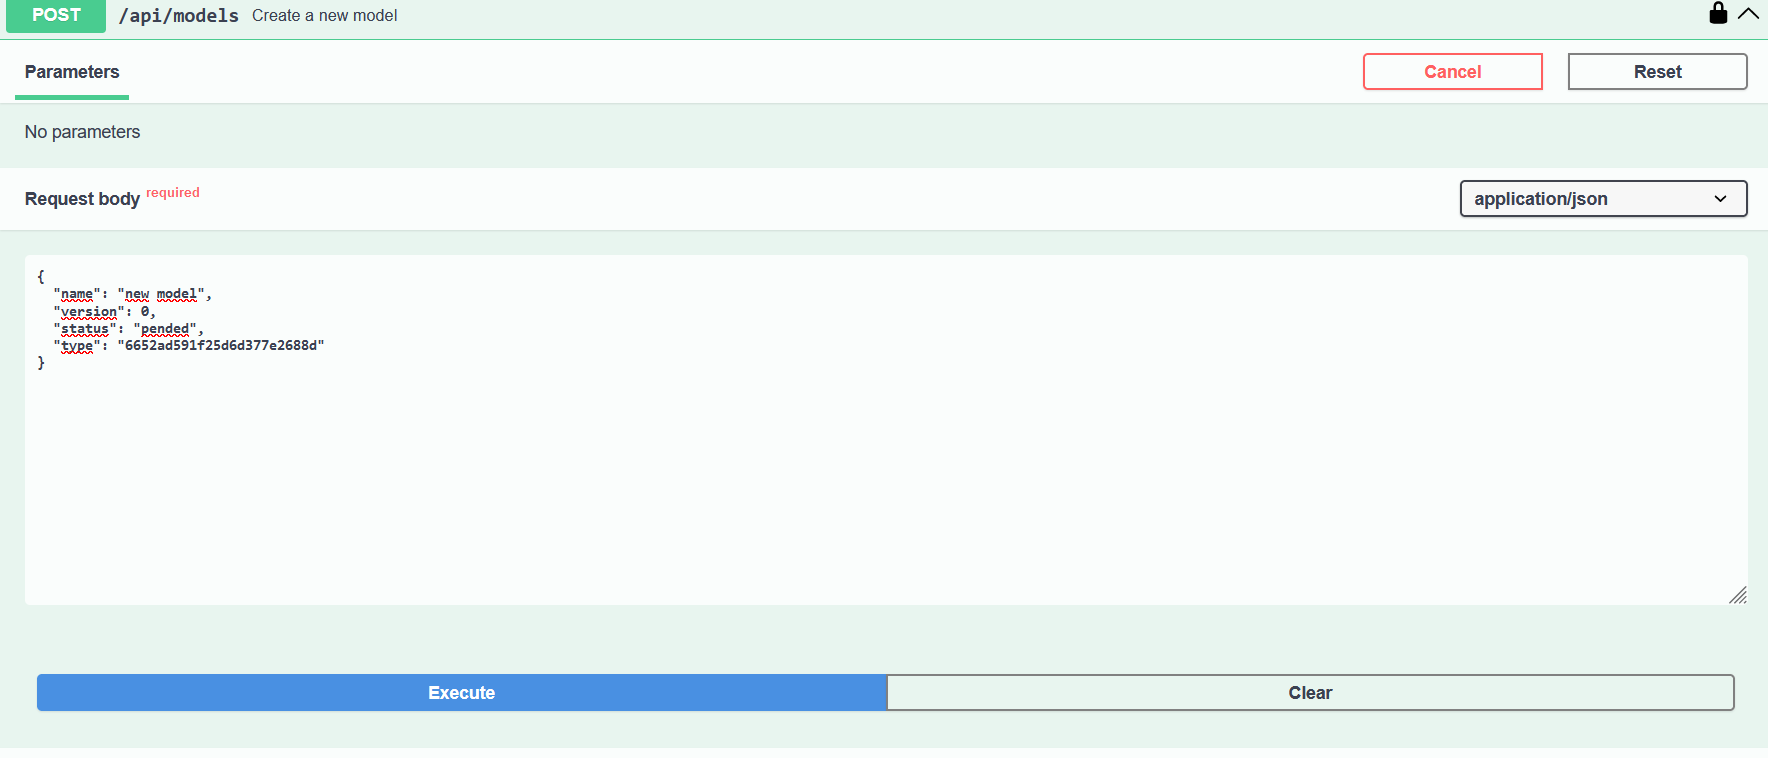 POST /api/models Create a new model
Parameters Cancel Reset
No parameters
Request body required application/json
{
"name": "new model",
"version": 0,
"status": "pended",
"type": "6652ad591f25d6d377e2688d"
}
Execute Clear